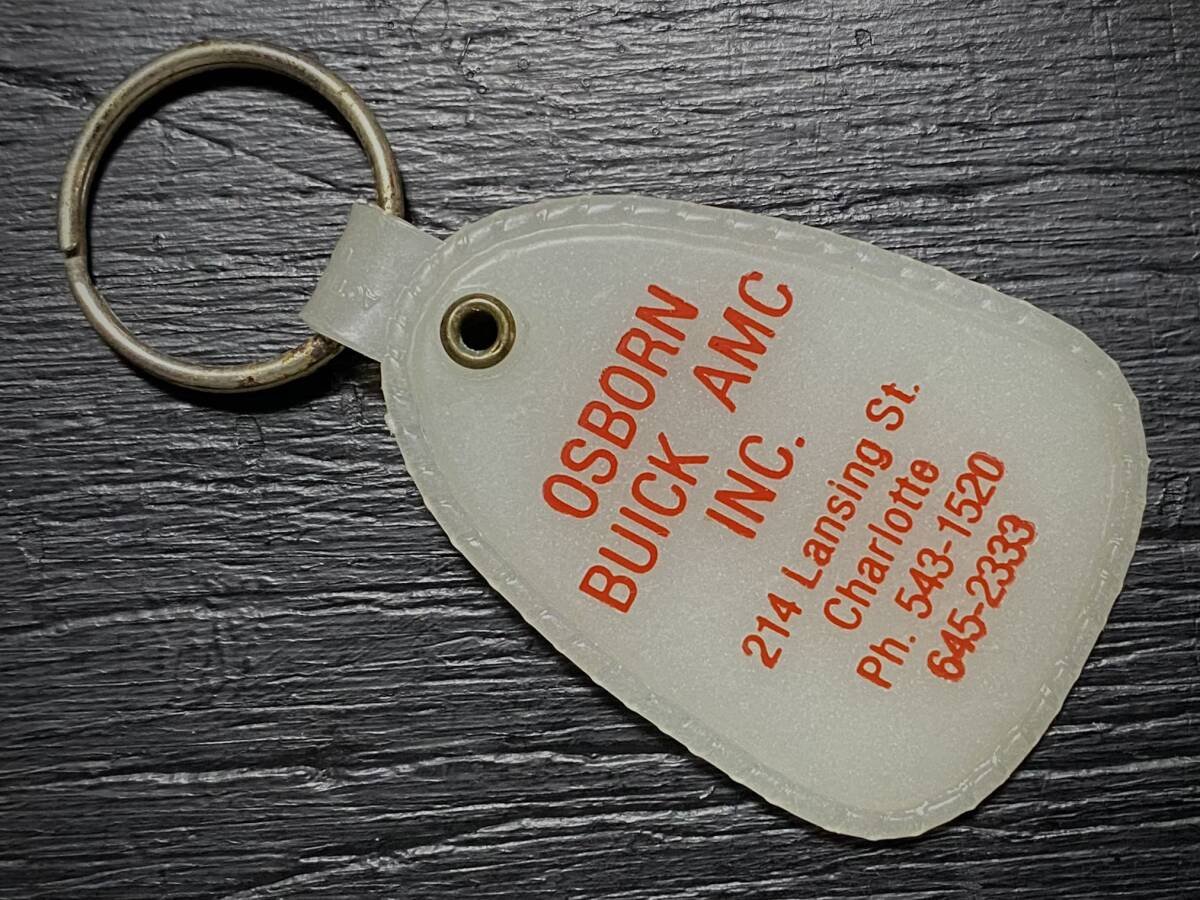 OSBORN
BUICK AMC
INC.
214 Lansing St.
Charlotte
Ph. 543-1520
645-2333